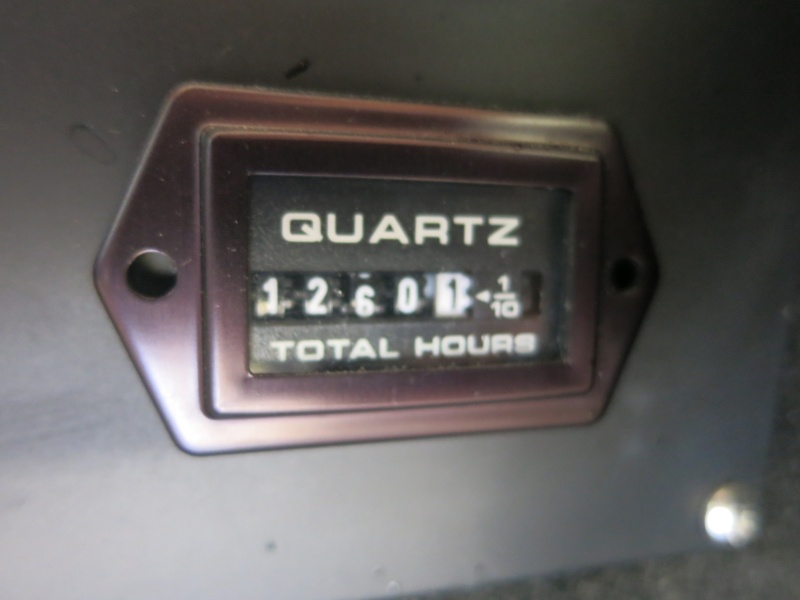 QUARTZ
1 2 6 0 1 ◄ 1/10
TOTAL HOURS